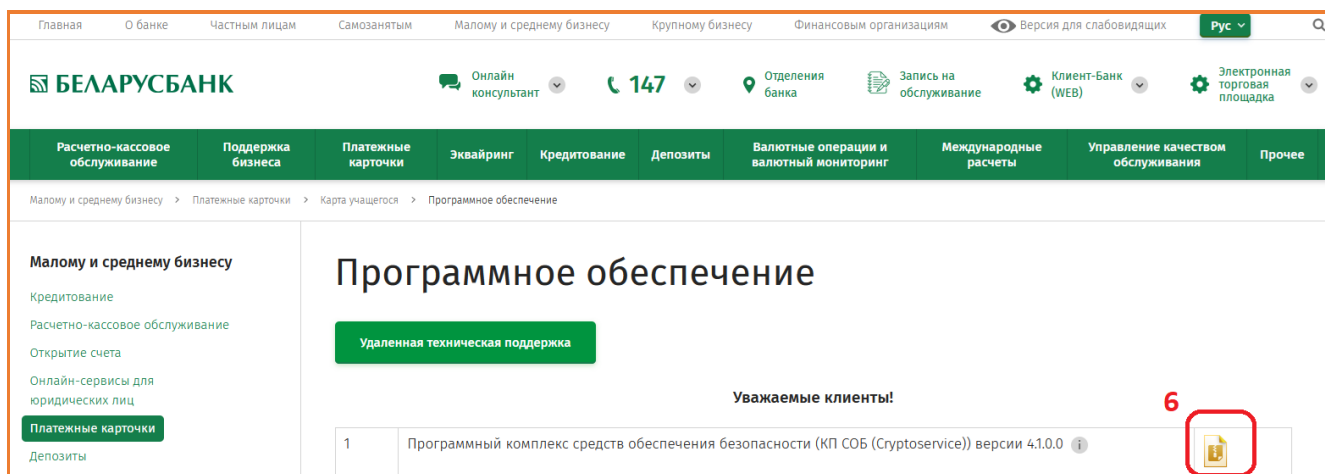 Главная О банке Частным лицам Самозанятым Малому и среднему бизнесу Крупному бизнесу Финансовым организациям Версия для слабовидящих Рус
БЕЛАРУСБАНК
Онлайн консультант
147
Отделения банка
Запись на обслуживание
Клиент-Банк (WEB)
Электронная торговая площадка
Расчетно-кассовое обслуживание
Поддержка бизнеса
Платежные карточки
Эквайринг
Кредитование
Депозиты
Валютные операции и валютный мониторинг
Международные расчеты
Управление качеством обслуживания
Прочее
Малому и среднему бизнесу > Платежные карточки > Карта учащегося > Программное обеспечение
Малому и среднему бизнесу
Кредитование
Расчетно-кассовое обслуживание
Открытие счета
Онлайн-сервисы для
юридических лиц
Платежные карточки
Депозиты
Программное обеспечение
Удаленная техническая поддержка
Уважаемые клиенты!
6
1 Программный комплекс средств обеспечения безопасности (КП СОБ (Cryptoservice)) версии 4.1.0.0 i